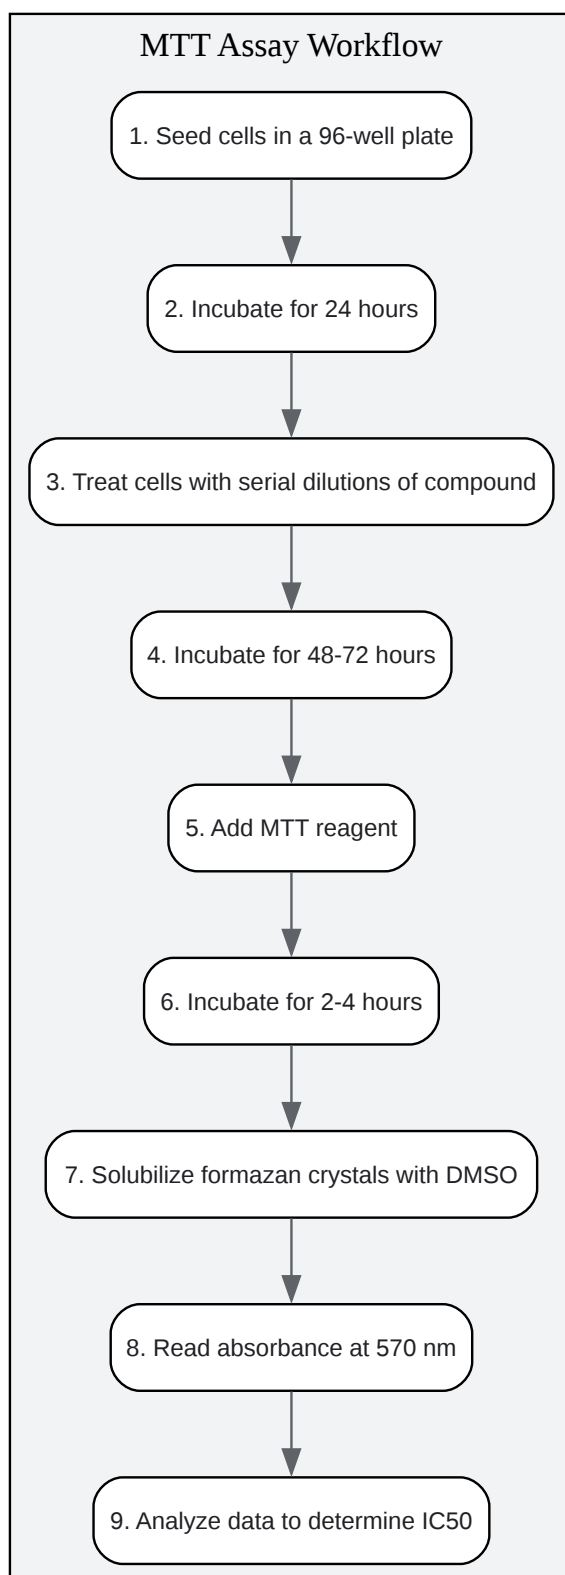 MTT Assay Workflow
1. Seed cells in a 96-well plate
2. Incubate for 24 hours
3. Treat cells with serial dilutions of compound
4. Incubate for 48-72 hours
5. Add MTT reagent
6. Incubate for 2-4 hours
7. Solubilize formazan crystals with DMSO
8. Read absorbance at 570 nm
9. Analyze data to determine IC50